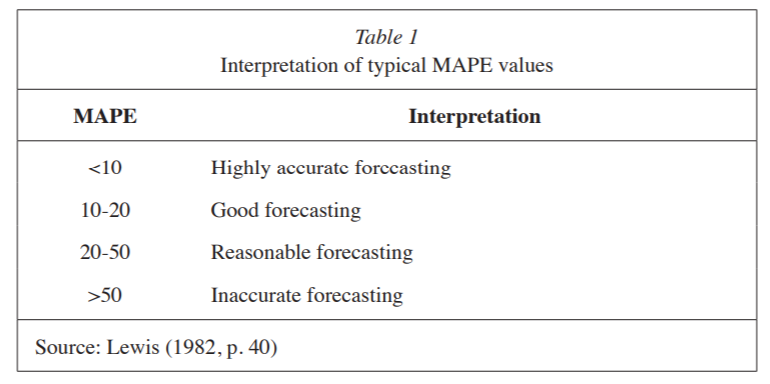 Table 1
Interpretation of typical MAPE values
MAPE Interpretation
<10 Highly accurate forecasting
10-20 Good forecasting
20-50 Reasonable forecasting
>50 Inaccurate forecasting
Source: Lewis (1982, p. 40)